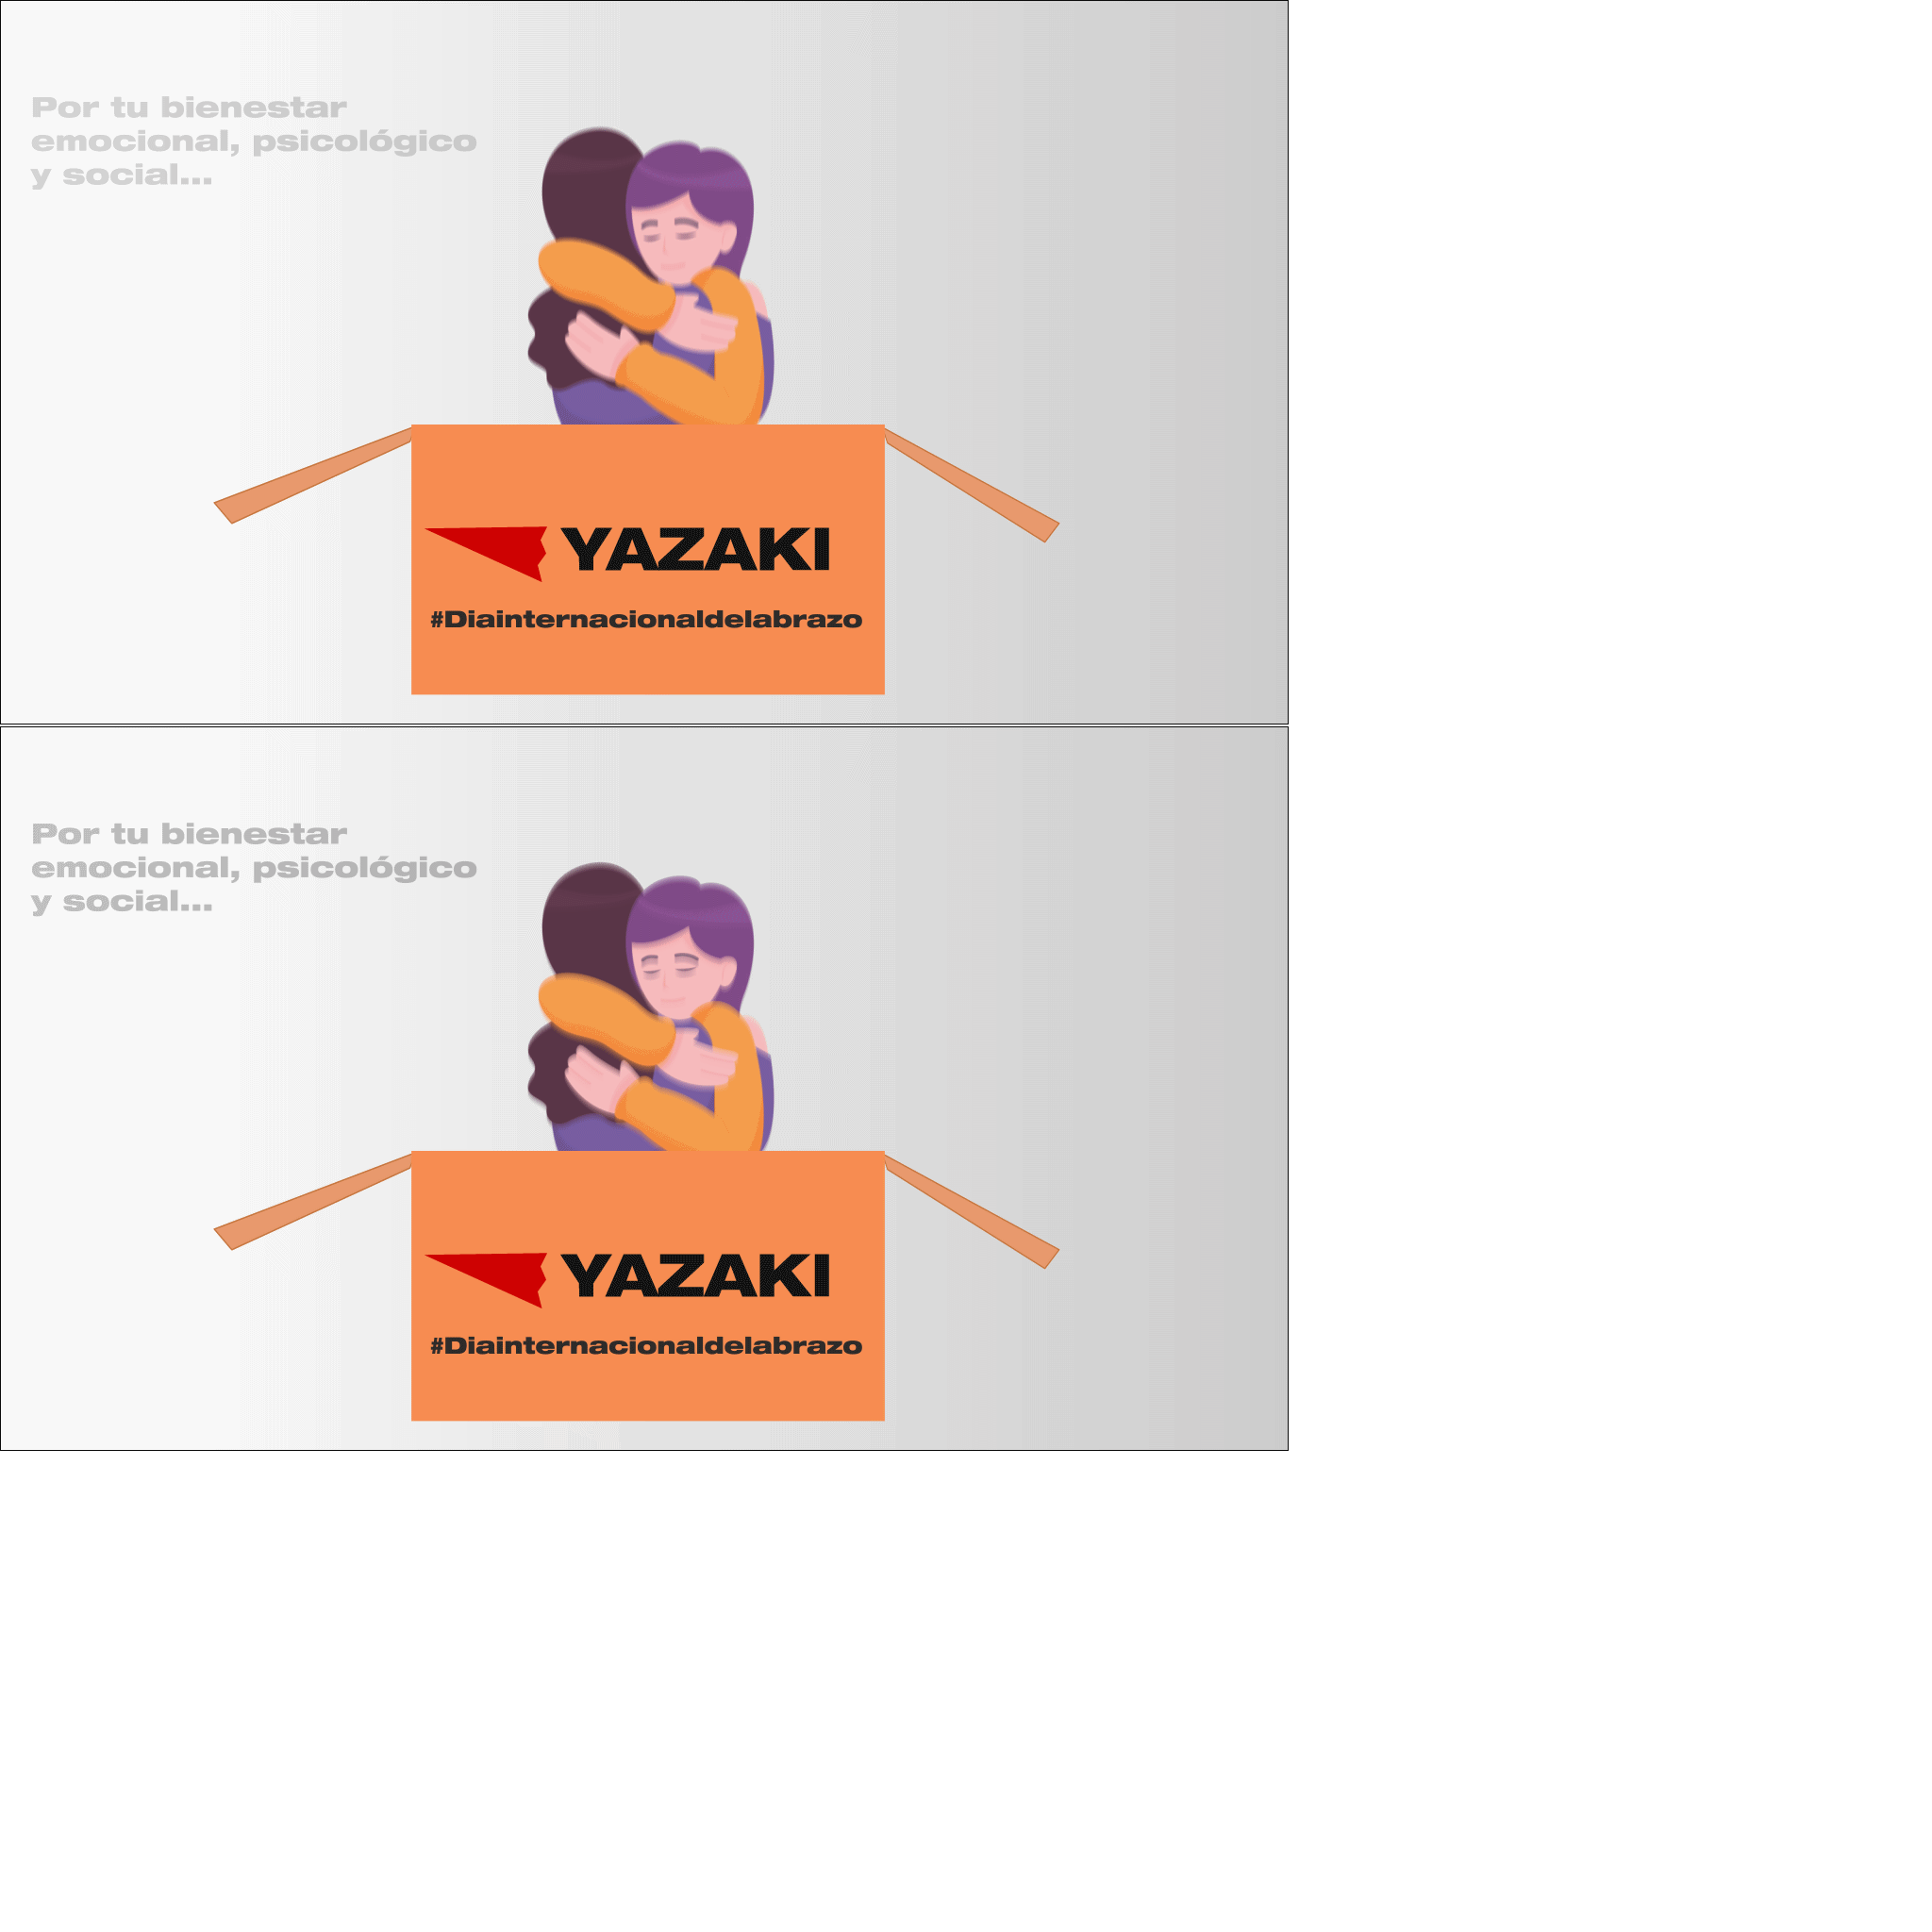 Por tu bienestar
emocional, psicológico
y social...
YAZAKI
#Diainternacionaldelabrazo
Por tu bienestar
emocional, psicológico
y social...
YAZAKI
#Diainternacionaldelabrazo